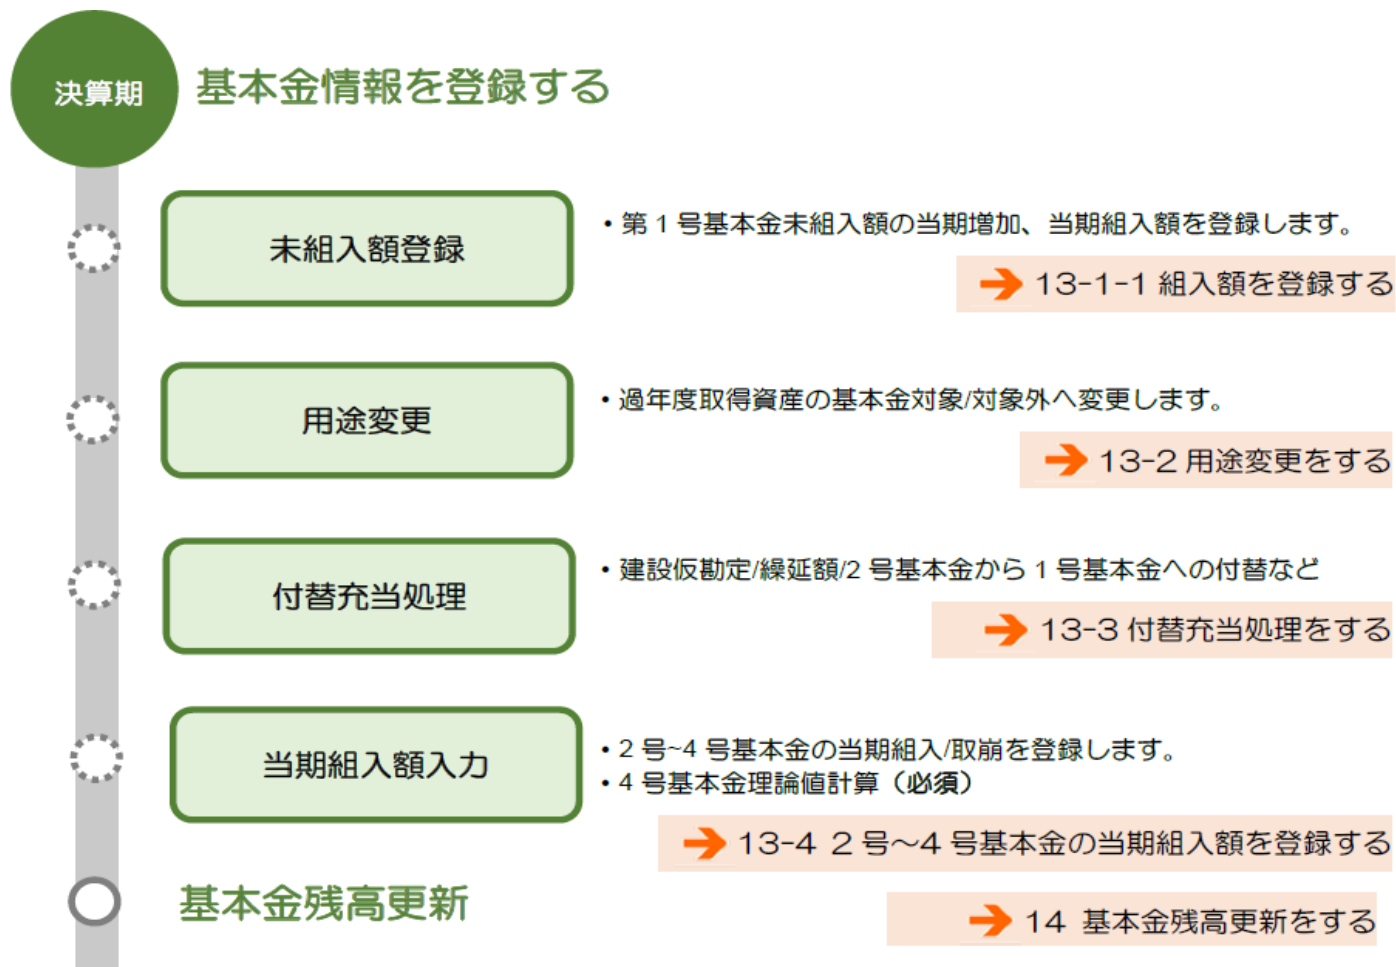 決算期
基本金情報を登録する
未組入額登録
・第1号基本金未組入額の当期増加、当期組入額を登録します。
13-1-1 組入額を登録する
用途変更
・過年度取得資産の基本金対象/対象外へ変更します。
13-2 用途変更をする
付替充当処理
・建設仮勘定/繰延額/2号基本金から1号基本金への付替など
13-3 付替充当処理をする
当期組入額入力
・2号~4号基本金の当期組入/取崩を登録します。
・4号基本金理論値計算（必須）
13-4 2号～4号基本金の当期組入額を登録する
基本金残高更新
14 基本金残高更新をする